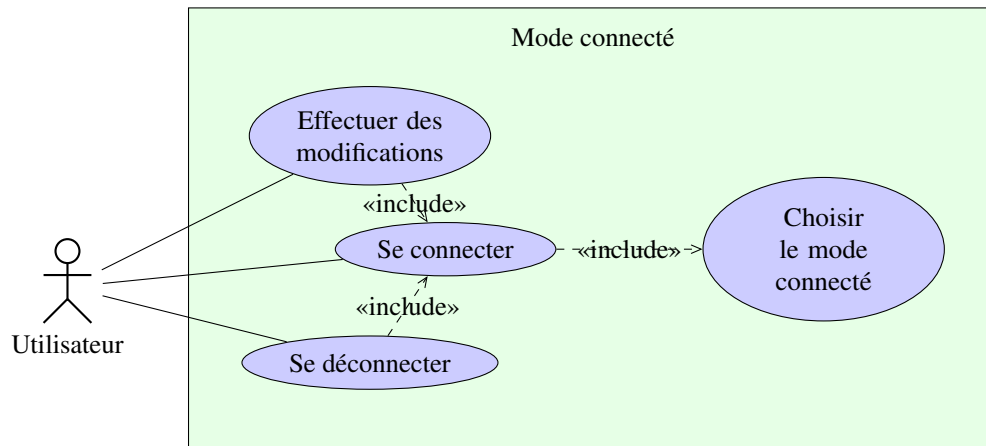 Mode connecté
Effectuer des
modifications
«include»
Se connecter
«include»
Choisir
le mode
connecté
«include»
Utilisateur
Se déconnecter